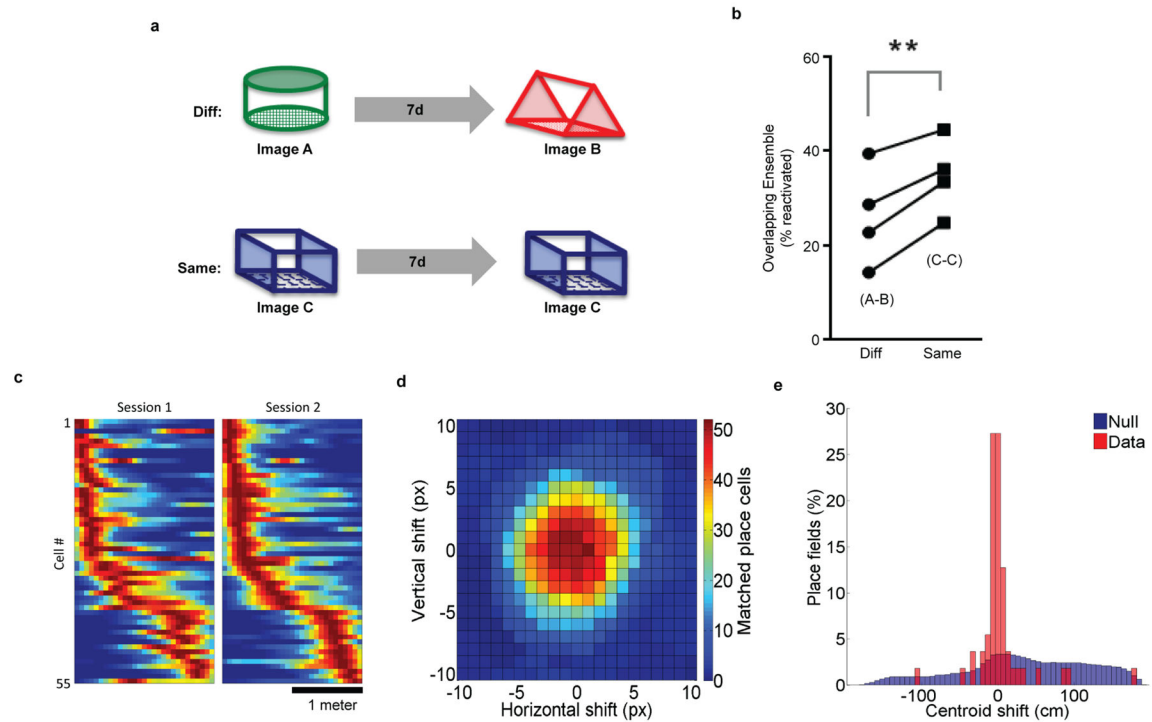 a
Diff:
7d
Image A
Image B
Same:
7d
Image C
Image C
b
**
Overlapping Ensemble
(% reactivated)
60
40
20
0
(C-C)
(A-B)
Diff
Same
c
Session 1
Session 2
1
Cell #
55
1 meter
d
Vertical shift (px)
10
5
0
-5
-10
-10
-5
0
5
10
Horizontal shift (px)
50
40
30
20
10
0
Matched place cells
e
Place fields (%)
30
25
20
15
10
5
0
-100
0
100
Centroid shift (cm)
Null
Data